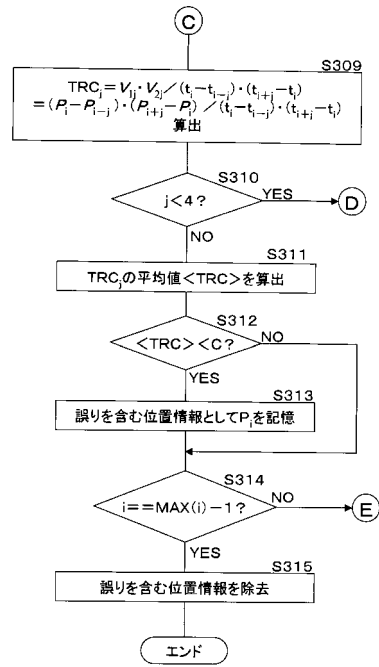 C
S309
TRCj=V1j・V2j/(ti−ti−j)・(ti+j−ti)
=(Pi−Pi−j)・(Pi+j−Pi)/(ti−ti−j)・(ti+j−ti)
算出
S310
j<4?
YES
D
NO
S311
TRCjの平均値<TRC>を算出
S312
<TRC><C?
NO
YES
S313
誤りを含む位置情報としてPiを記憶
S314
i==MAX(i)−1?
NO
E
YES
S315
誤りを含む位置情報を除去
エンド